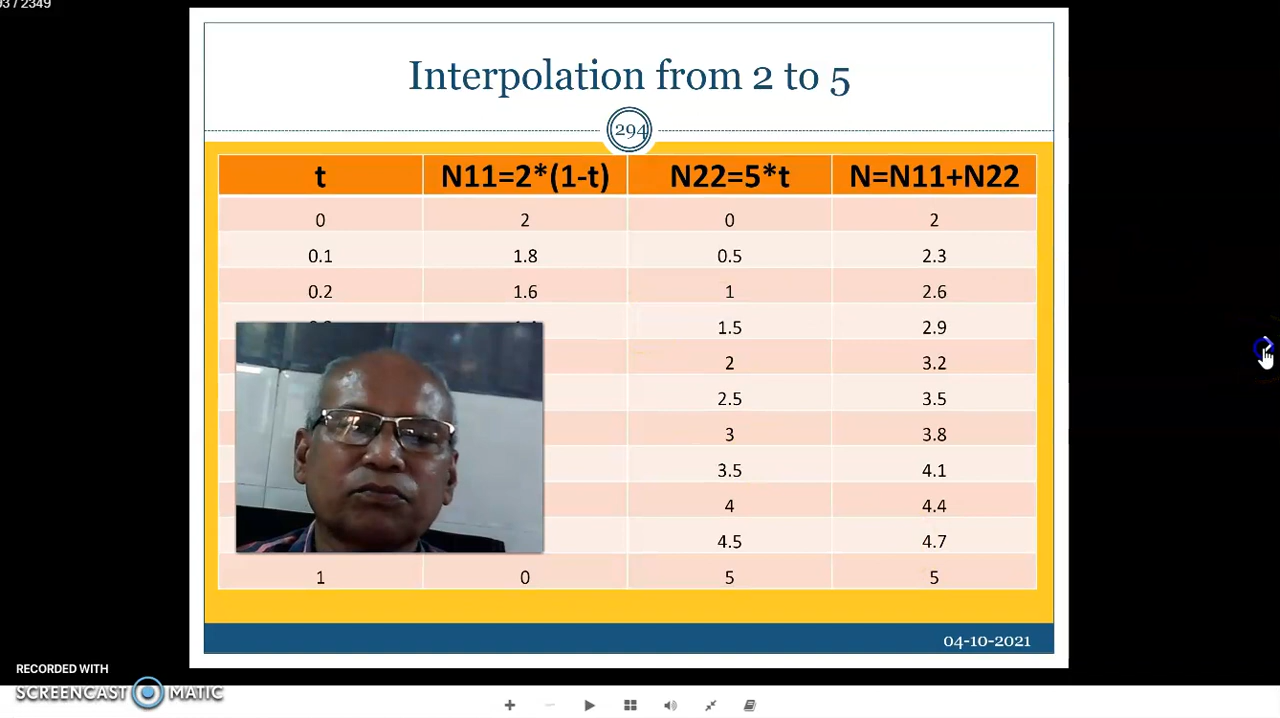 93 / 2349
Interpolation from 2 to 5
294
t N11=2*(1-t) N22=5*t N=N11+N22
0 2 0 2
0.1 1.8 0.5 2.3
0.2 1.6 1 2.6
1.5 2.9
2 3.2
2.5 3.5
3 3.8
3.5 4.1
4 4.4
4.5 4.7
1 0 5 5
04-10-2021
RECORDED WITH
SCREENCAST MATIC